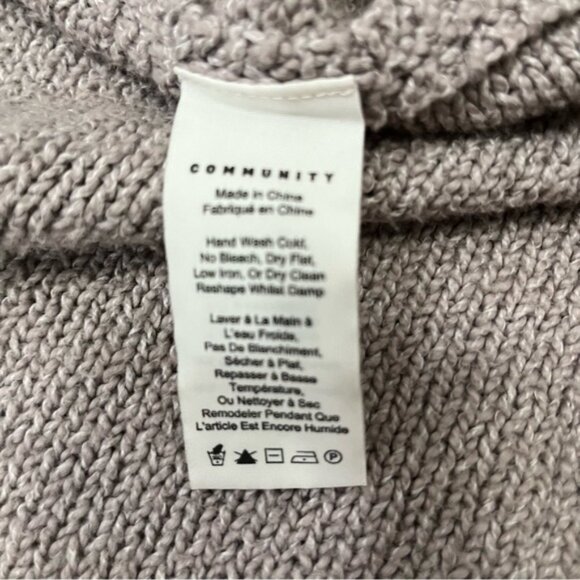 COMMUNITY
Made in China
Fabriqué en Chine
Hand Wash Cold,
No Bleach, Dry Flat,
Low Iron, Or Dry Clean
Reshape Whilst Damp
Laver à La Main à
L'eau Froide,
Pas De Blanchiment,
Sécher à Plat,
Repasser à Basse
Température,
Ou Nettoyer à Sec
Remodeler Pendant Que
L'article Est Encore Humide
P